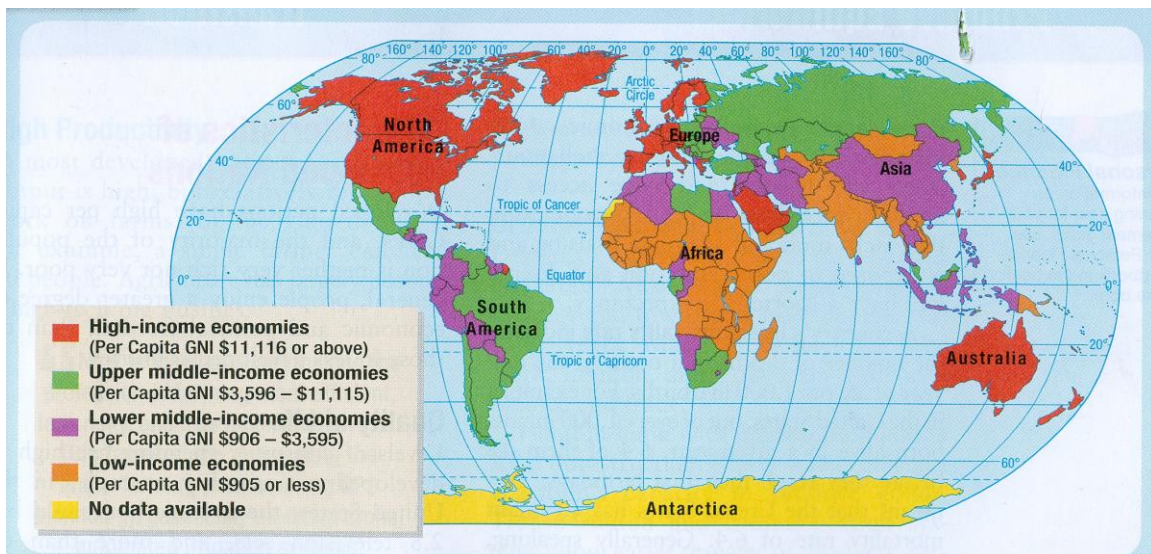 160° 140° 120° 100° 80° 60° 40° 20° 0° 20° 40° 60° 80° 100° 120° 140° 160°
80° 80°
Arctic
Circle
60°
North
America
Europe
Asia
40° 40°
Tropic of Cancer
20° 20°
Africa
Equator
0° 0°
South
America
20°
Tropic of Capricorn
Australia
High-income economies
(Per Capita GNI $11,116 or above)
Upper middle-income economies
(Per Capita GNI $3,596 – $11,115)
Lower middle-income economies
(Per Capita GNI $906 – $3,595)
Low-income economies
(Per Capita GNI $905 or less)
No data available
60°
Antarctica